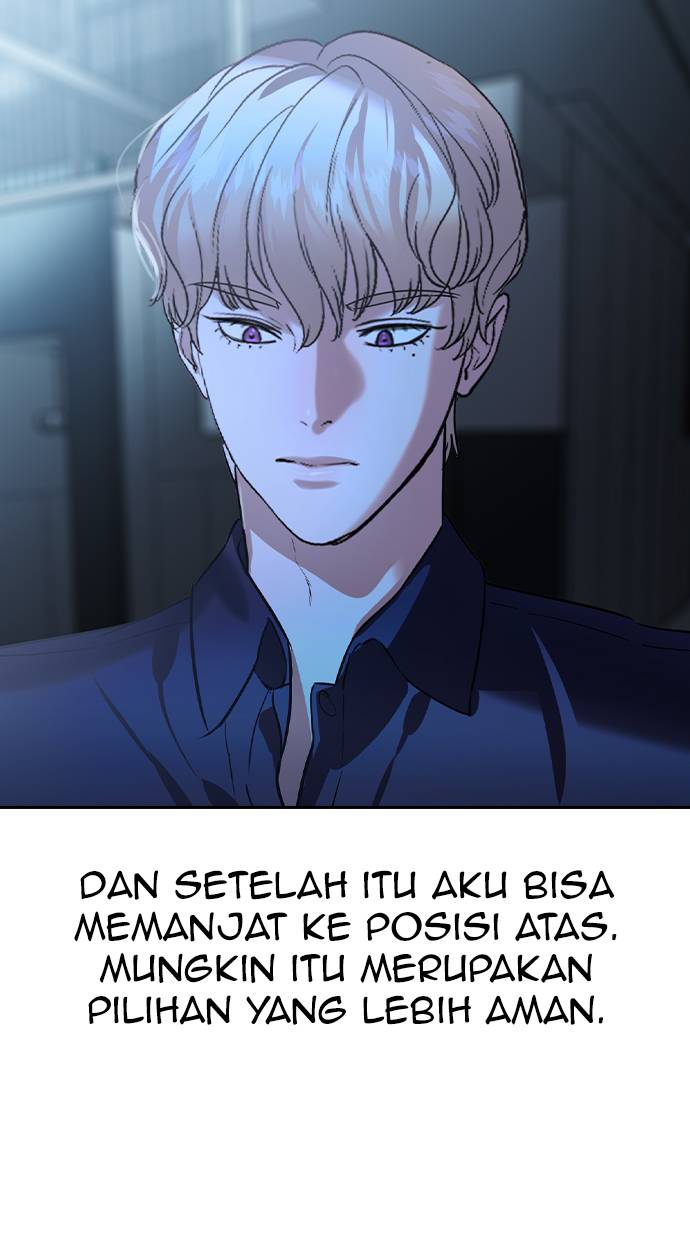 DAN SETELAH ITU AKU BISA
MEMANJAT KE POSISI ATAS.
MUNGKIN ITU MERUPAKAN
PILIHAN YANG LEBIH AMAN.